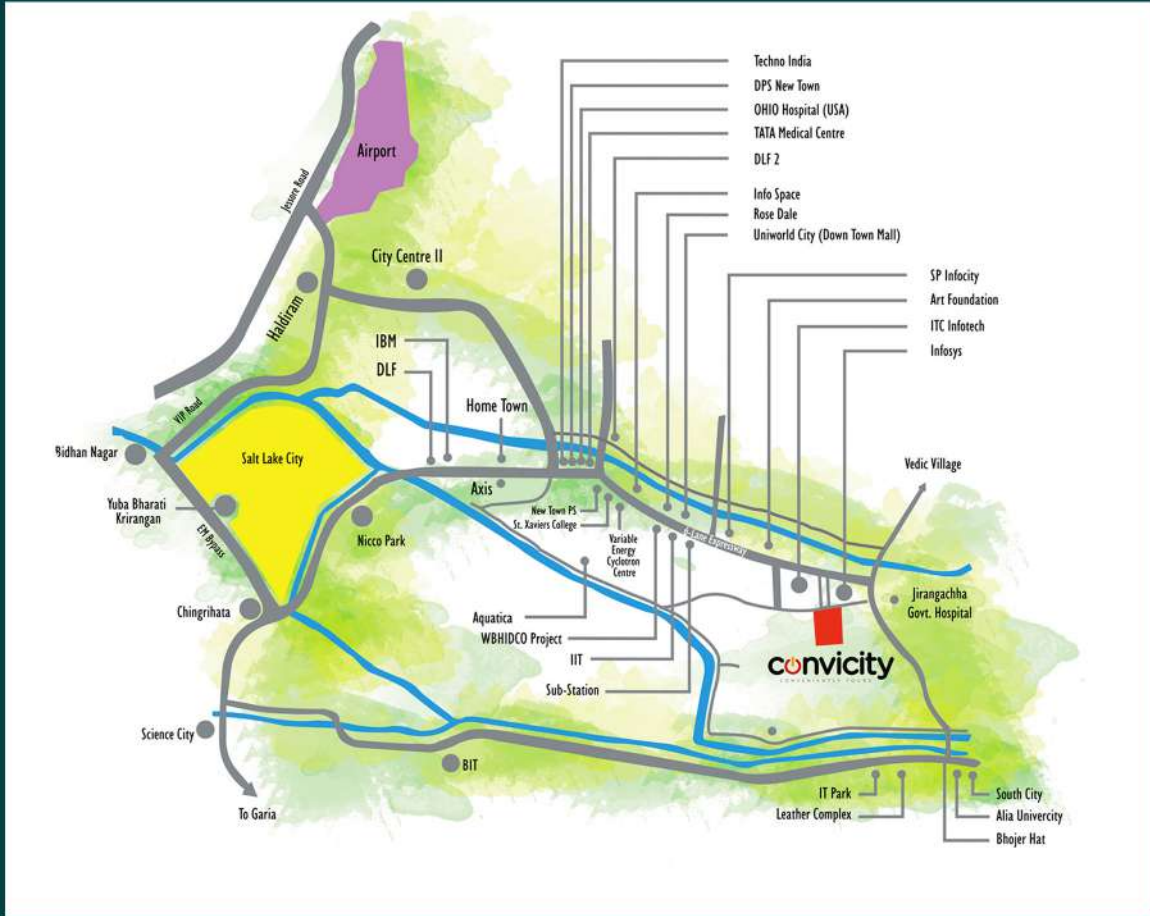 Techno India
DPS New Town
OHIO Hospital (USA)
TATA Medical Centre
DLF 2
Info Space
Rose Dale
Uniworld City (Down Town Mall)
SP Infocity
Art Foundation
ITC Infotech
Infosys
Airport
Jessore Road
City Centre II
Haldiram
IBM
DLF
Home Town
VIP Road
Bidhan Nagar
Salt Lake City
Vedic Village
Axis
Yuba Bharati
Krirangan
New Town PS
St. Xaviers College
EM Bypass
Nicco Park
Variable
Energy
Cyclotron
Centre
6-Lane Expressway
Chingrihata
Jirangachha
Govt. Hospital
Aquatica
WBHIDCO Project
IIT
Sub-Station
convicity
CONVENIENTLY YOURS
Science City
BIT
To Garia
IT Park
Leather Complex
South City
Alia Univercity
Bhojer Hat